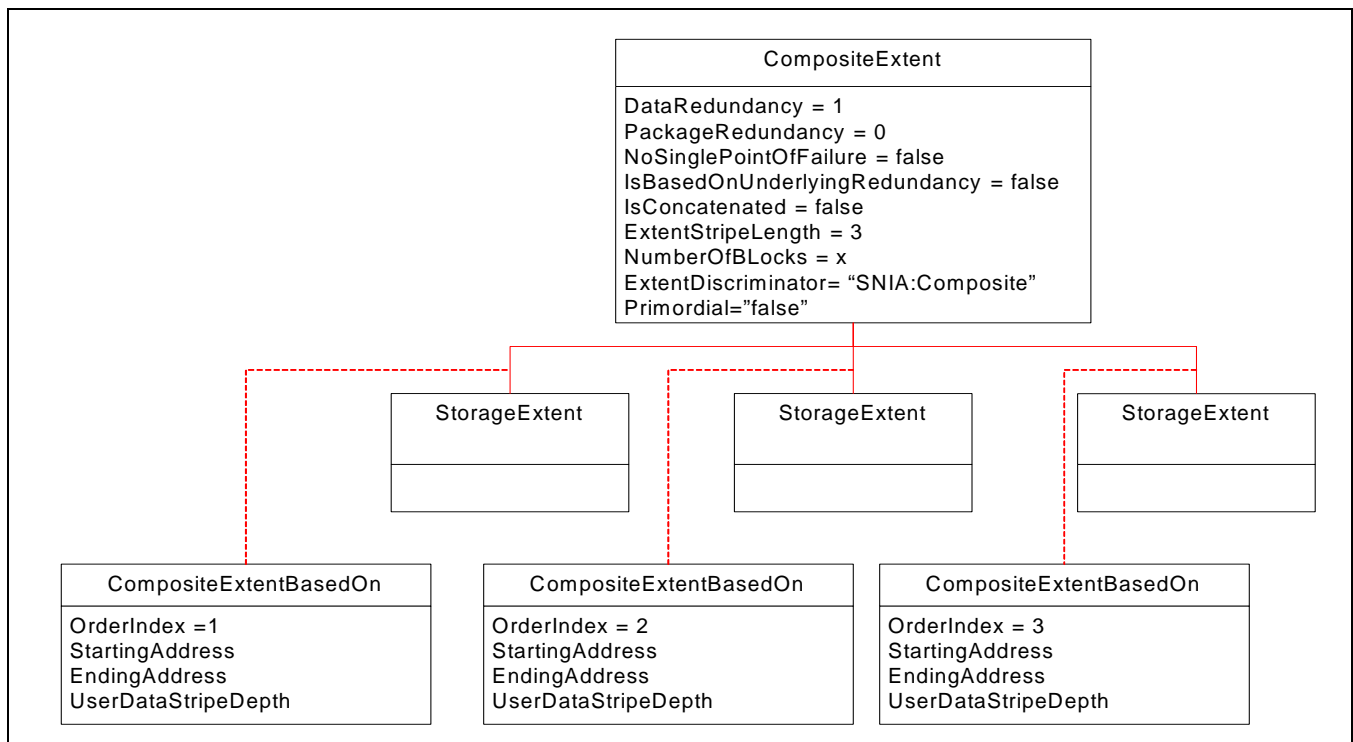 CompositeExtent
DataRedundancy = 1
PackageRedundancy = 0
NoSinglePointOfFailure = false
IsBasedOnUnderlyingRedundancy = false
IsConcatenated = false
ExtentStripeLength = 3
NumberOfBLocks = x
ExtentDiscriminator= “SNIA:Composite”
Primordial=”false”
StorageExtent
StorageExtent
StorageExtent
CompositeExtentBasedOn
OrderIndex =1
StartingAddress
EndingAddress
UserDataStripeDepth
CompositeExtentBasedOn
OrderIndex = 2
StartingAddress
EndingAddress
UserDataStripeDepth
CompositeExtentBasedOn
OrderIndex = 3
StartingAddress
EndingAddress
UserDataStripeDepth